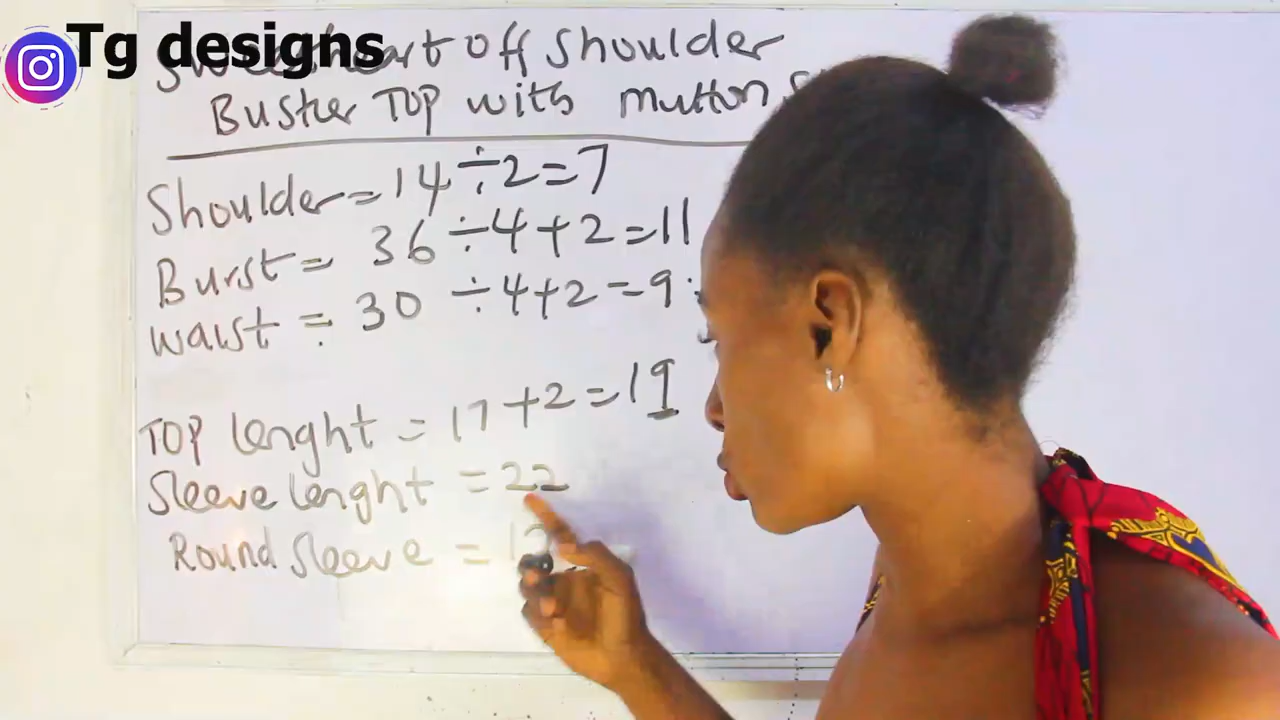 Tg designs
off Shoulder
Bustier TOP with mutton
Shoulder = 14 ÷ 2 = 7
Burst = 36 ÷ 4 + 2 = 11
Waist = 30 ÷ 4 + 2 = 9
TOP lenght = 17 + 2 = 19
Sleeve lenght = 22
Round Sleeve =